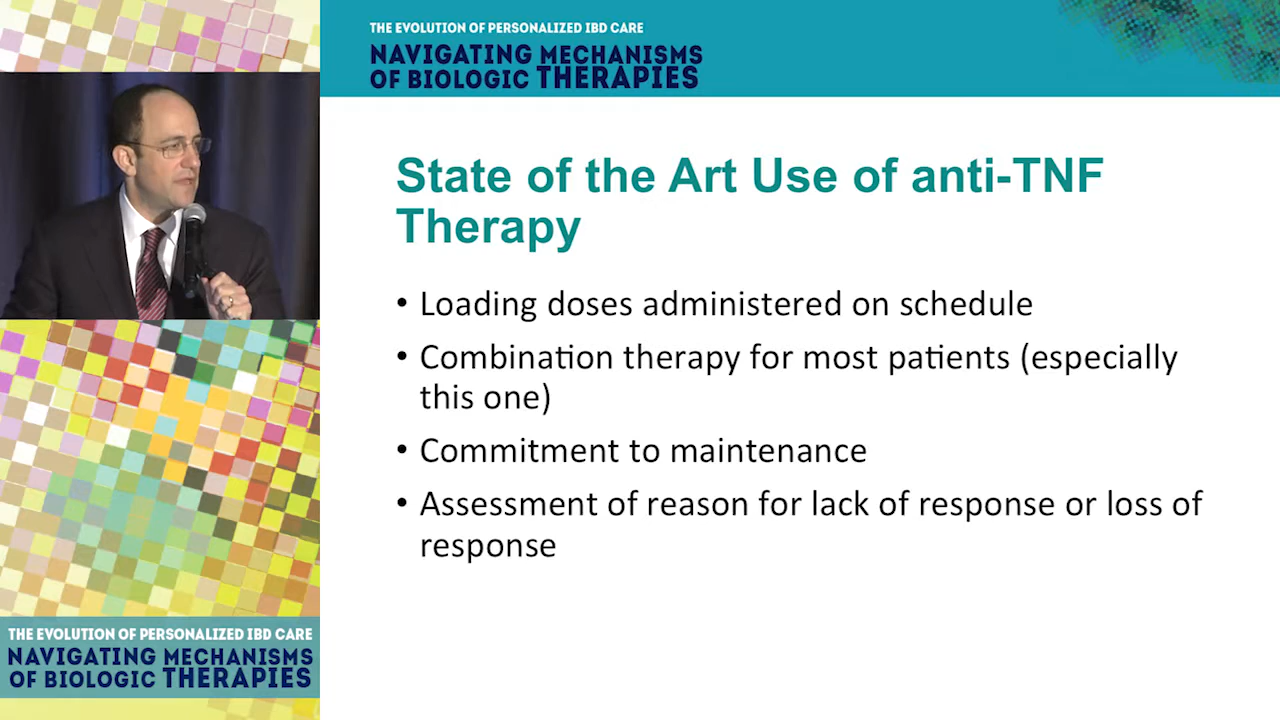 THE EVOLUTION OF PERSONALIZED IBD CARE
NAVIGATING MECHANISMS
OF BIOLOGIC THERAPIES
State of the Art Use of anti-TNF
Therapy
• Loading doses administered on schedule
• Combination therapy for most patients (especially
this one)
• Commitment to maintenance
• Assessment of reason for lack of response or loss of
response
THE EVOLUTION OF PERSONALIZED IBD CARE
NAVIGATING MECHANISMS
OF BIOLOGIC THERAPIES